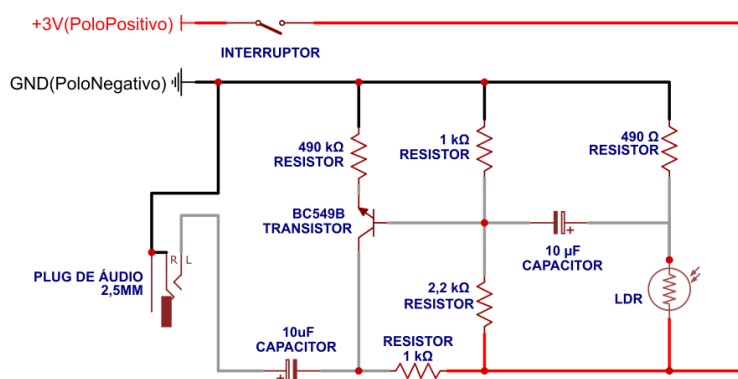 +3V(PoloPositivo)
INTERRUPTOR
GND(PoloNegativo)
490 kΩ
RESISTOR
1 kΩ
RESISTOR
490 Ω
RESISTOR
BC549B
TRANSISTOR
10 µF
CAPACITOR
+
R L
PLUG DE ÁUDIO
2,5MM
2,2 kΩ
RESISTOR
LDR
10uF
CAPACITOR
+
RESISTOR
1 kΩ